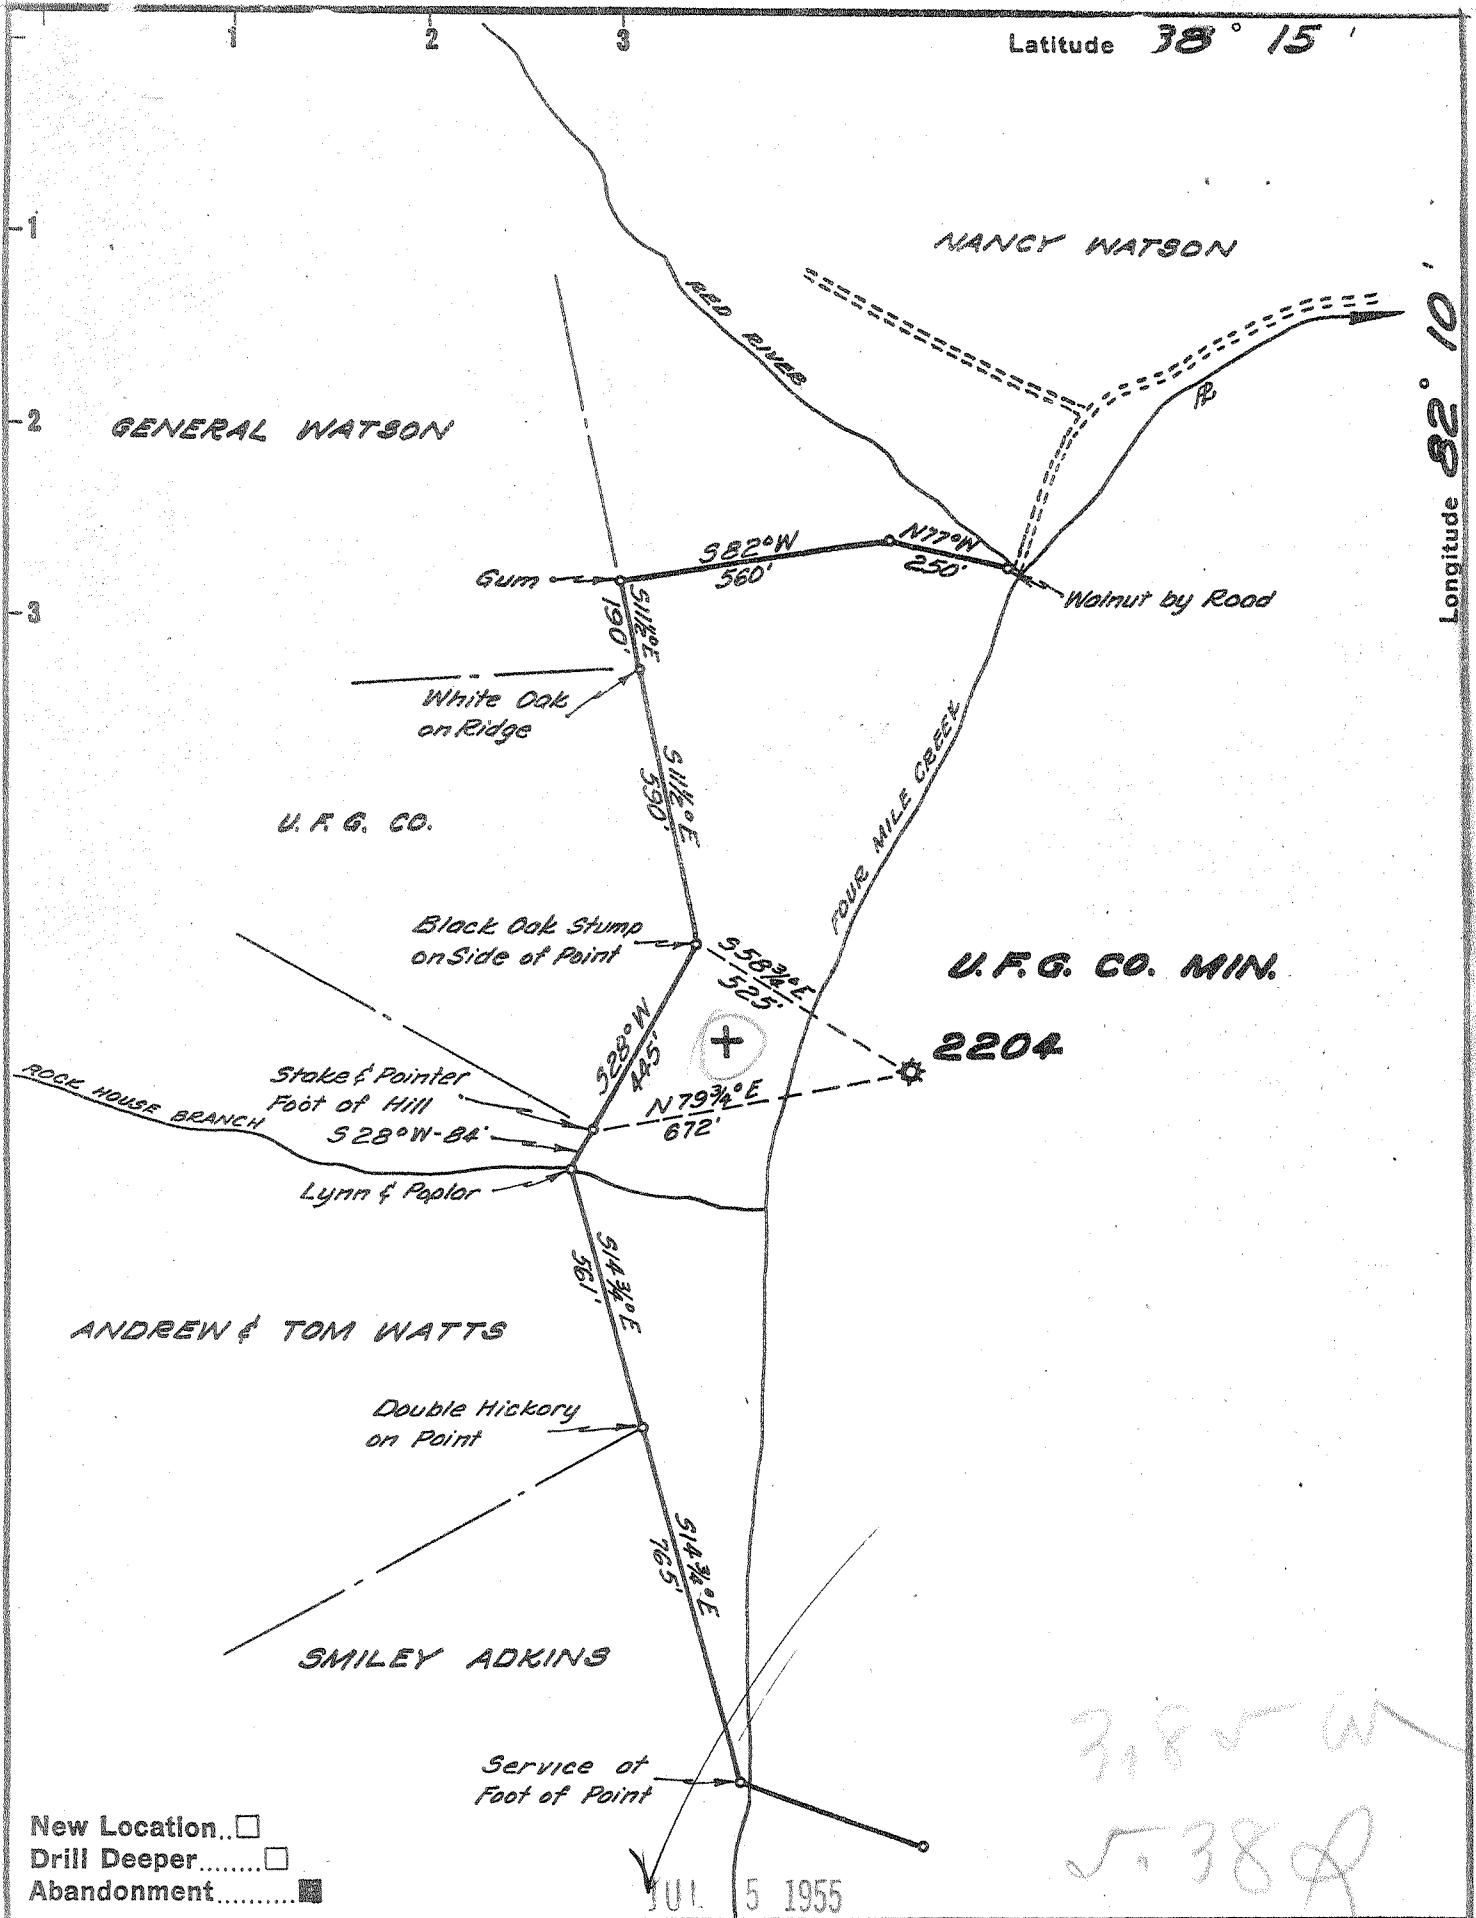 1
2
3
Latitude 38° 15'
1
2
3
Longitude 82° 10'
NANCY WATSON
RED RIVER
GENERAL WATSON
S82°W
560'
N77°W
250'
Gum
Walnut by Road
S11½°E
190'
White Oak
on Ridge
S11½°E
590'
U.F.G. CO.
FOUR MILE CREEK
Black Oak Stump
on Side of Point
S58¾°E
525'
U.F.G. CO. MIN.
2204
S28°W
445'
Stake & Pointer
Foot of Hill
S28°W-84'
N79¾°E
672'
ROCK HOUSE BRANCH
Lynn & Poplar
S14¾°E
561'
ANDREW & TOM WATTS
Double Hickory
on Point
S14¾°E
765'
SMILEY ADKINS
Service at
Foot of Point
New Location..
Drill Deeper........
Abandonment..........
JUL 5 1955